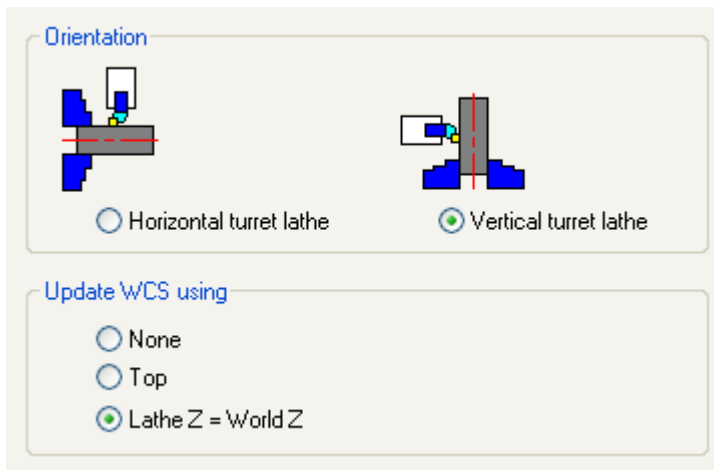 Orientation
Horizontal turret lathe
Vertical turret lathe
Update WCS using
None
Top
Lathe Z = World Z